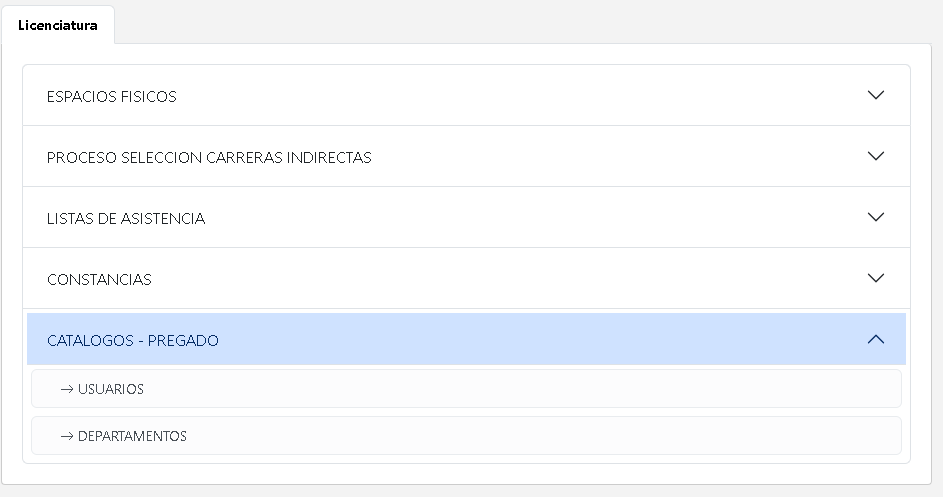 Licenciatura
ESPACIOS FISICOS
PROCESO SELECCION CARRERAS INDIRECTAS
LISTAS DE ASISTENCIA
CONSTANCIAS
CATALOGOS - PREGADO
→ USUARIOS
→ DEPARTAMENTOS